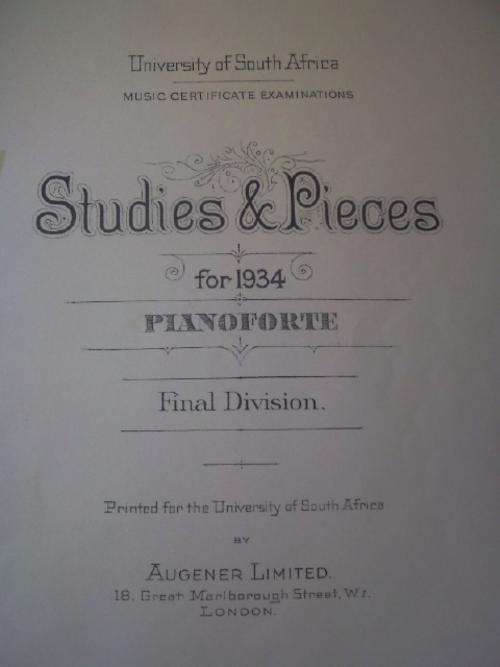 University of South Africa
MUSIC CERTIFICATE EXAMINATIONS
Studies & Pieces
for 1934
PIANOFORTE
Final Division.
Printed for the University of South Africa
BY
AUGENER LIMITED.
18, Great Marlborough Street, W.1.
LONDON.